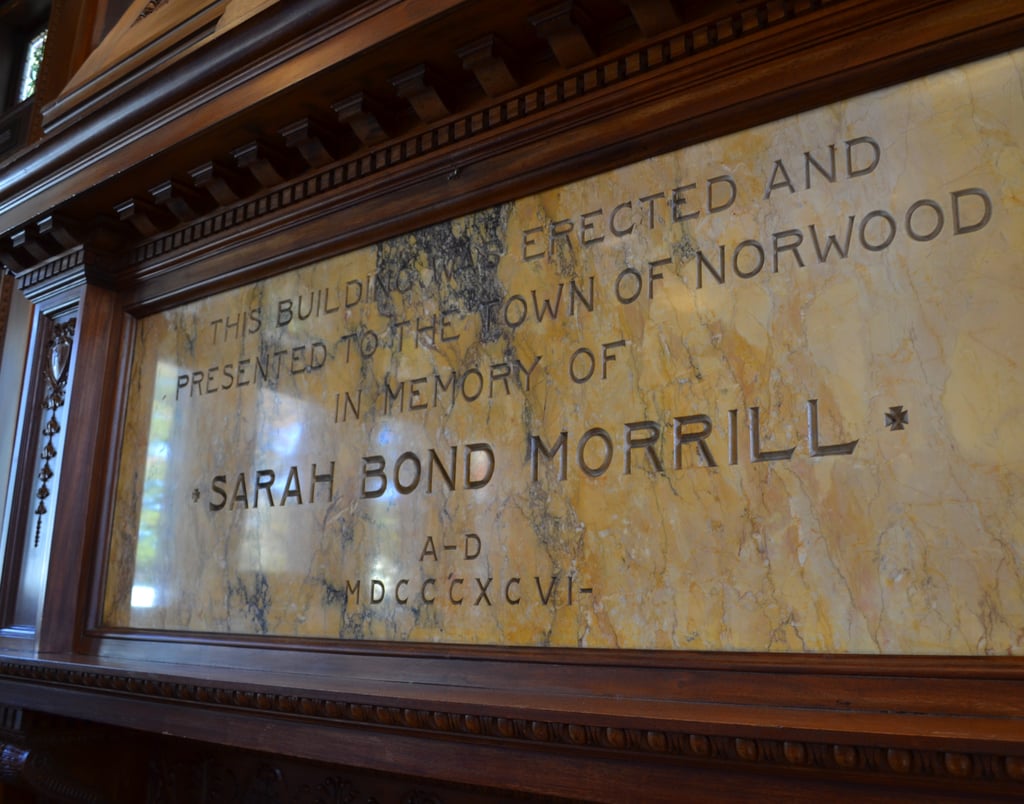 THIS BUILDING WAS ERECTED AND
PRESENTED TO THE TOWN OF NORWOOD
IN MEMORY OF
SARAH BOND MORRILL
A-D
MDCCCXCVI-